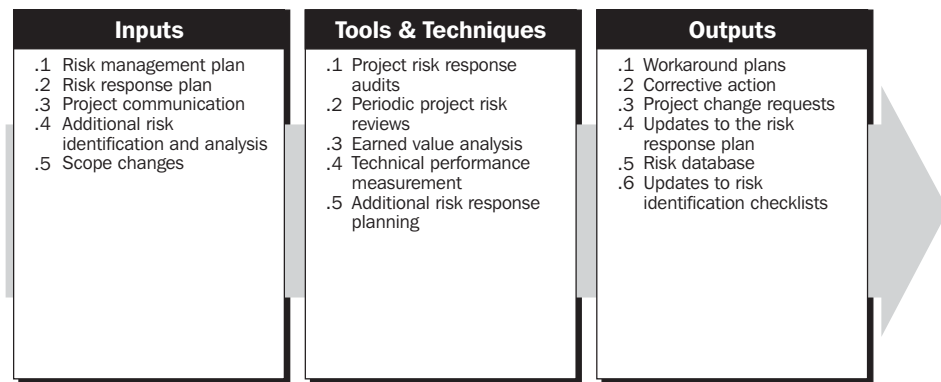 Inputs
.1 Risk management plan
.2 Risk response plan
.3 Project communication
.4 Additional risk
identification and analysis
.5 Scope changes
Tools & Techniques
.1 Project risk response
audits
.2 Periodic project risk
reviews
.3 Earned value analysis
.4 Technical performance
measurement
.5 Additional risk response
planning
Outputs
.1 Workaround plans
.2 Corrective action
.3 Project change requests
.4 Updates to the risk
response plan
.5 Risk database
.6 Updates to risk
identification checklists